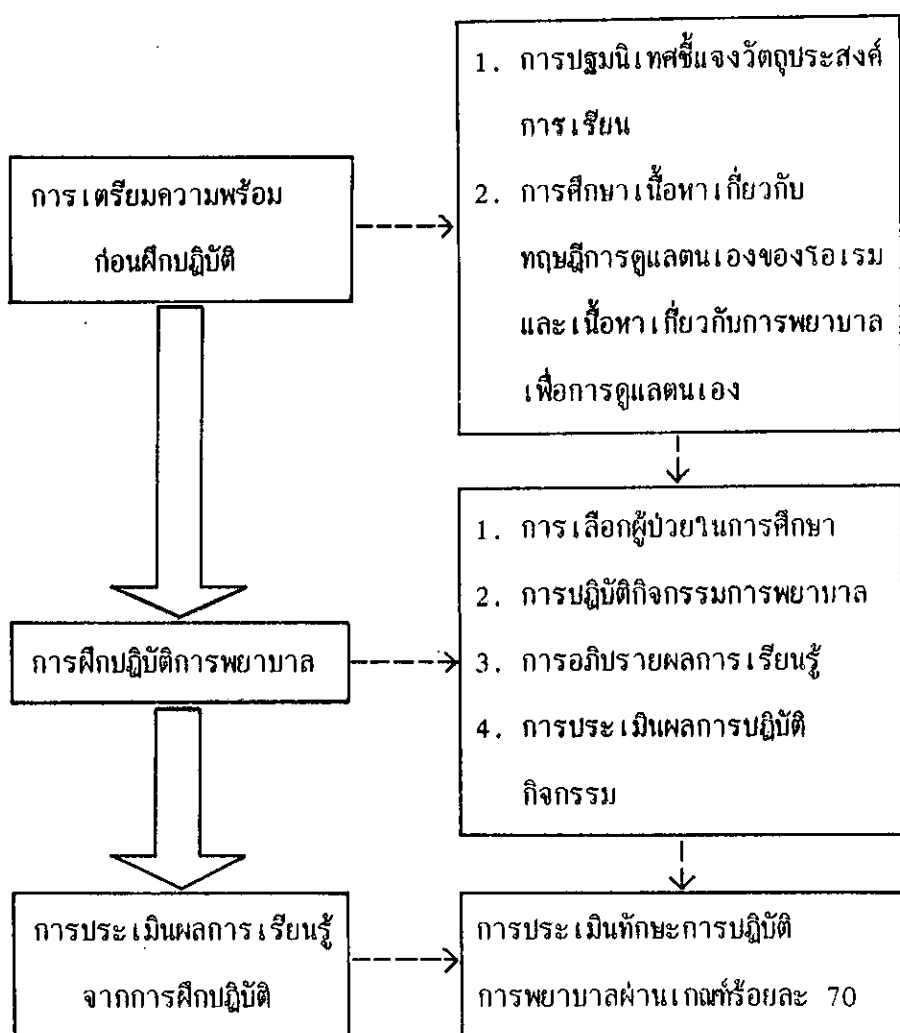 การเตรียมความพร้อม
ก่อนฝึกปฏิบัติ
1. การปฐมนิเทศชี้แจงวัตถุประสงค์
การเรียน
2. การศึกษาเนื้อหาเกี่ยวกับ
ทฤษฎีการดูแลตนเองของโอเรม
และเนื้อหาเกี่ยวกับการพยาบาล
เพื่อการดูแลตนเอง
การฝึกปฏิบัติการพยาบาล
1. การเลือกผู้ป่วยในการศึกษา
2. การปฏิบัติกิจกรรมการพยาบาล
3. การอภิปรายผลการเรียนรู้
4. การประเมินผลการปฏิบัติ
กิจกรรม
การประเมินผลการเรียนรู้
จากการฝึกปฏิบัติ
การประเมินทักษะการปฏิบัติ
การพยาบาลผ่านเกณฑ์ร้อยละ 70